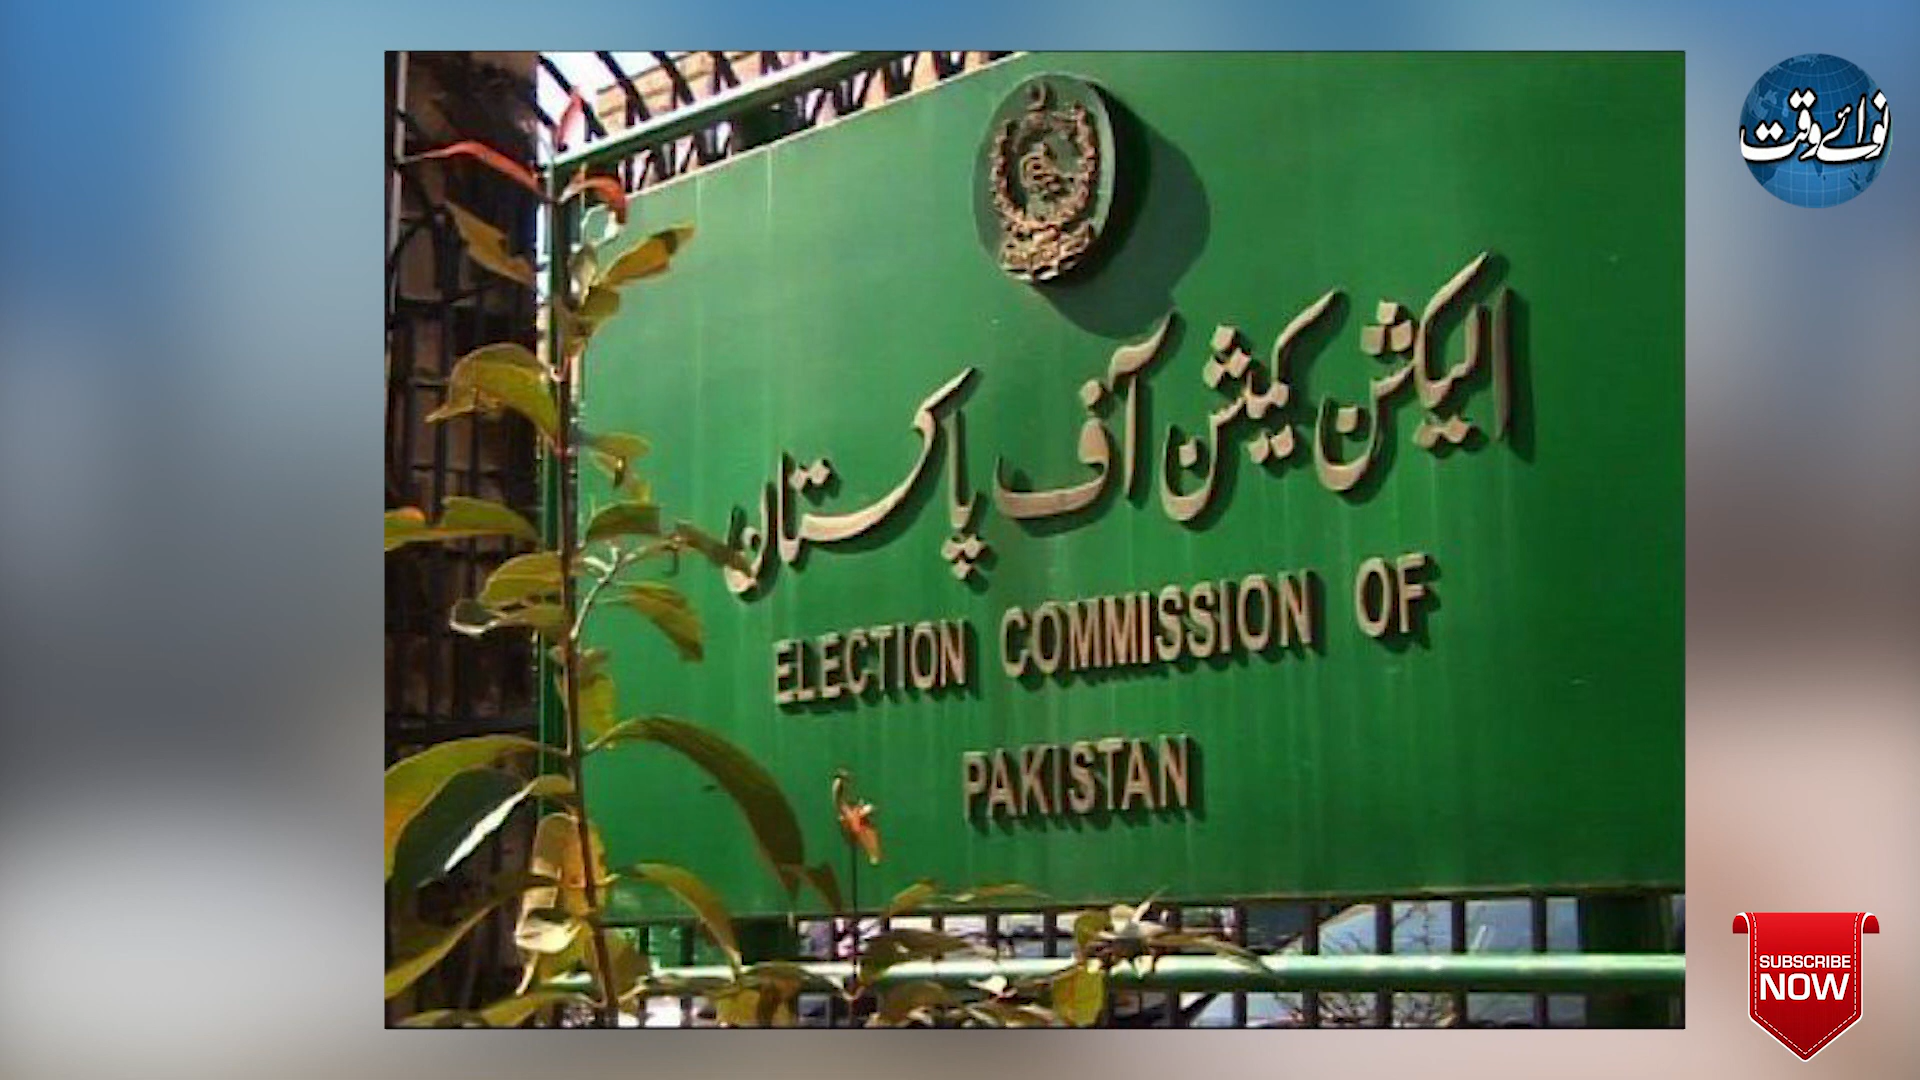 نوائے وقت
الیکشن کمیشن آف پاکستان
ELECTION COMMISSION OF
PAKISTAN
SUBSCRIBE
NOW